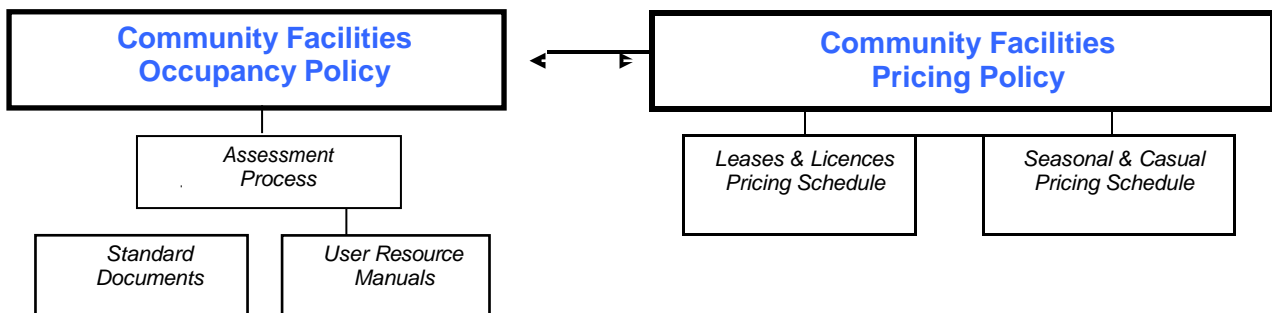 Community Facilities
Occupancy Policy
Community Facilities
Pricing Policy
Assessment
Process
Leases & Licences
Pricing Schedule
Seasonal & Casual
Pricing Schedule
Standard
Documents
User Resource
Manuals